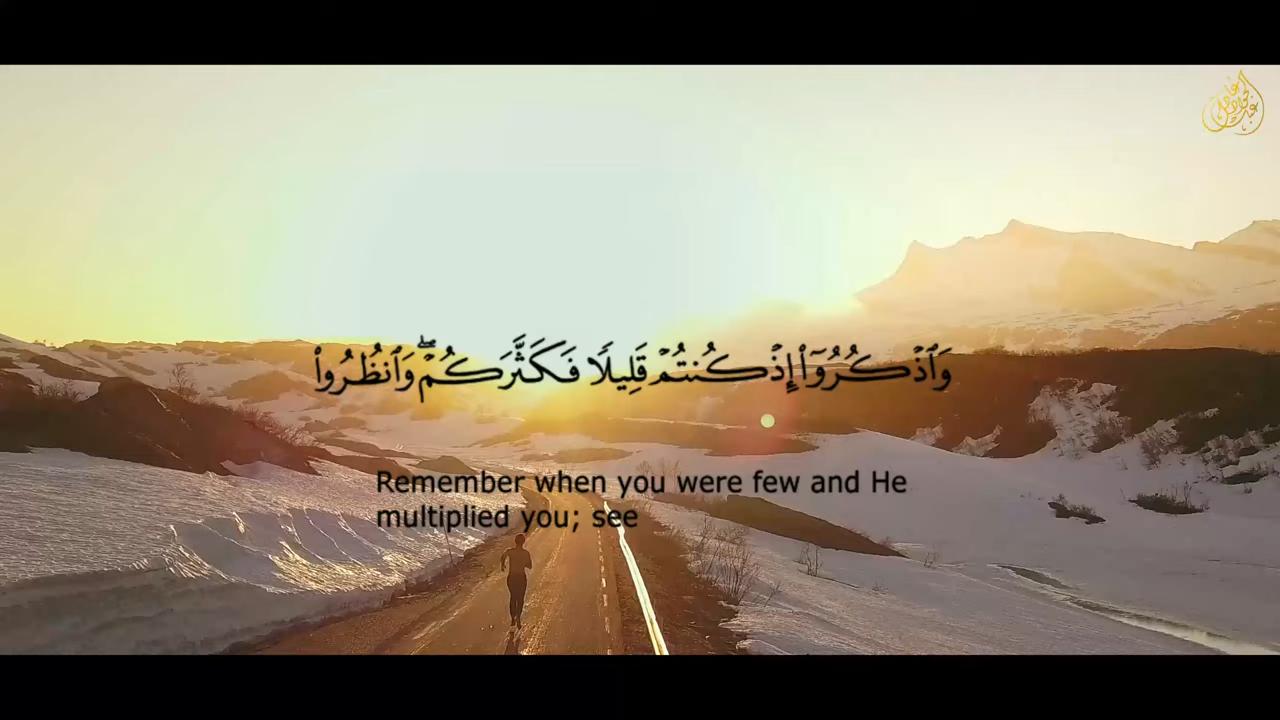 وَٱذۡكُرُوٓاْ إِذۡ كُنتُمۡ قَلِيلٗا فَكَثَّرَكُمۡۖ وَٱنظُرُواْ
Remember when you were few and He
multiplied you; see